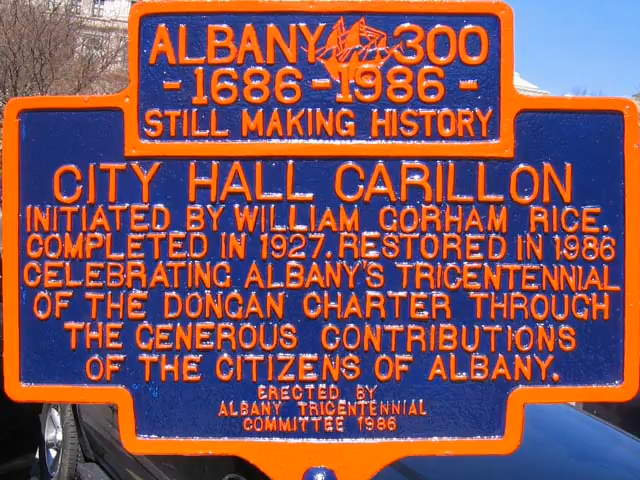 ALBANY 300
- 1686 - 1986 -
STILL MAKING HISTORY
CITY HALL CARILLON
INITIATED BY WILLIAM GORHAM RICE.
COMPLETED IN 1927. RESTORED IN 1986
CELEBRATING ALBANY'S TRICENTENNIAL
OF THE DONGAN CHARTER THROUGH
THE GENEROUS CONTRIBUTIONS
OF THE CITIZENS OF ALBANY.
ERECTED BY
ALBANY TRICENTENNIAL
COMMITTEE 1986